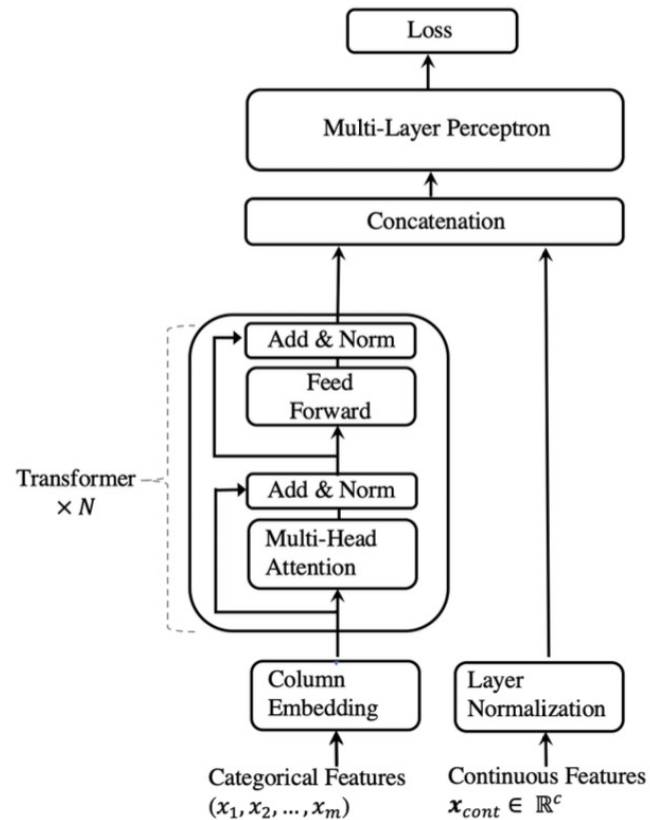 Loss
Multi-Layer Perceptron
Concatenation
Add & Norm
Feed
Forward
Transformer
× N
Add & Norm
Multi-Head
Attention
Column
Embedding
Layer
Normalization
Categorical Features
(x₁, x₂, ..., xₘ)
Continuous Features
x_cont ∈ ℝᶜ